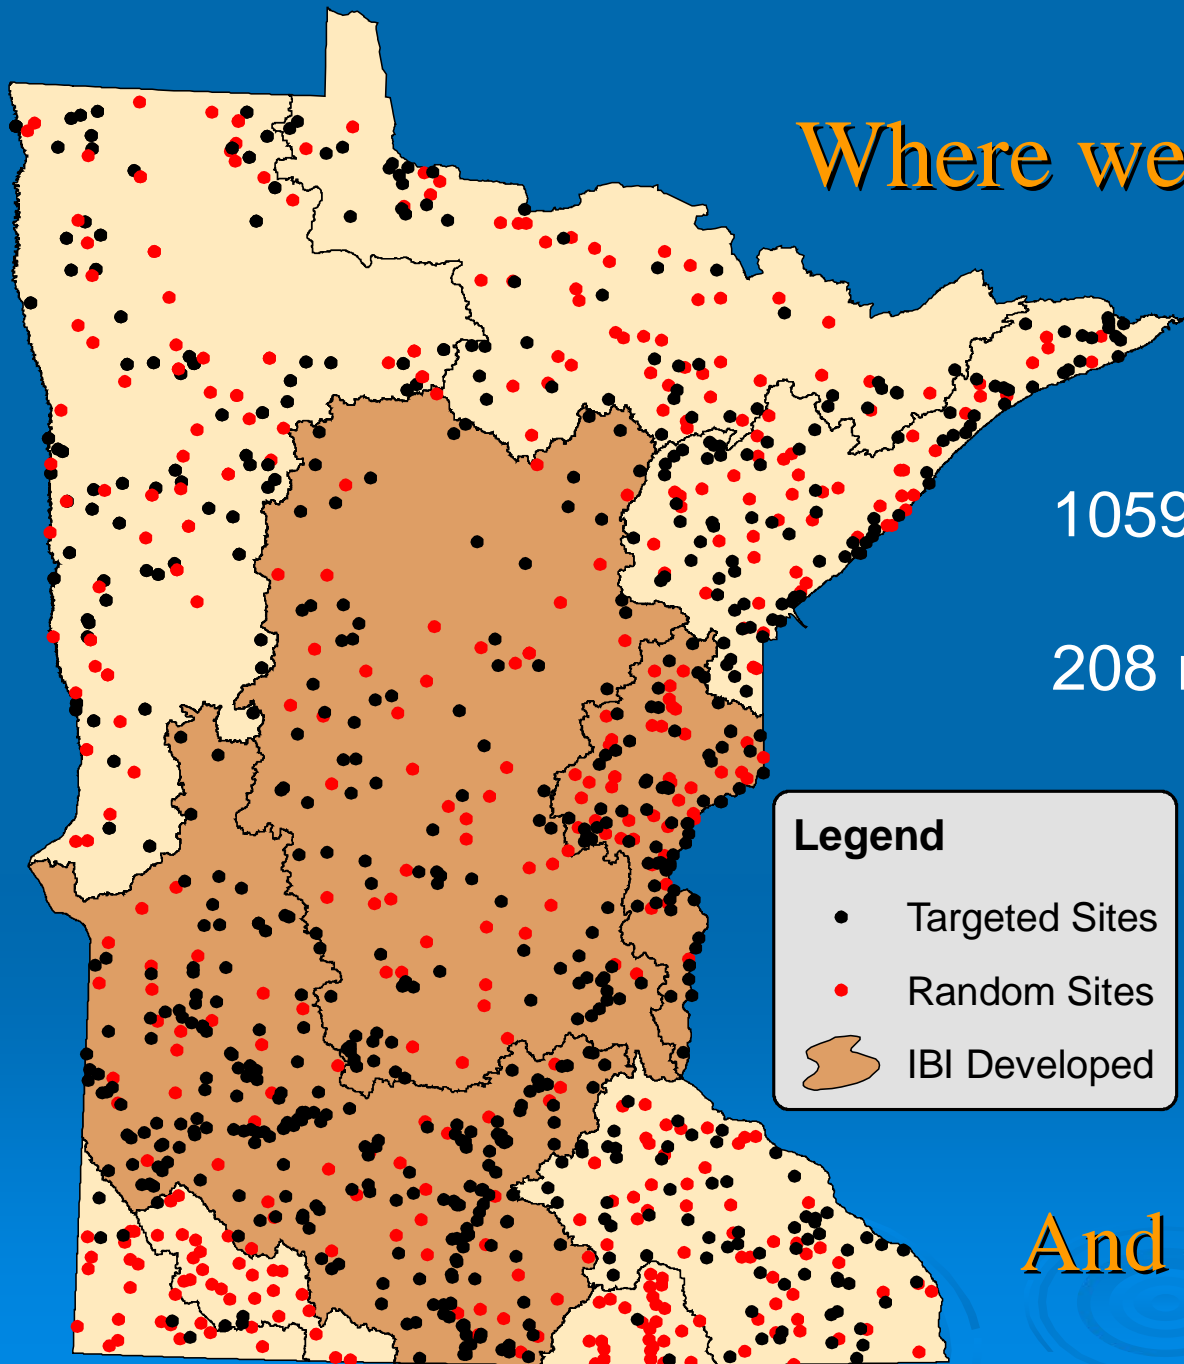 Where we
1059
208
Legend
Targeted Sites
Random Sites
IBI Developed
And